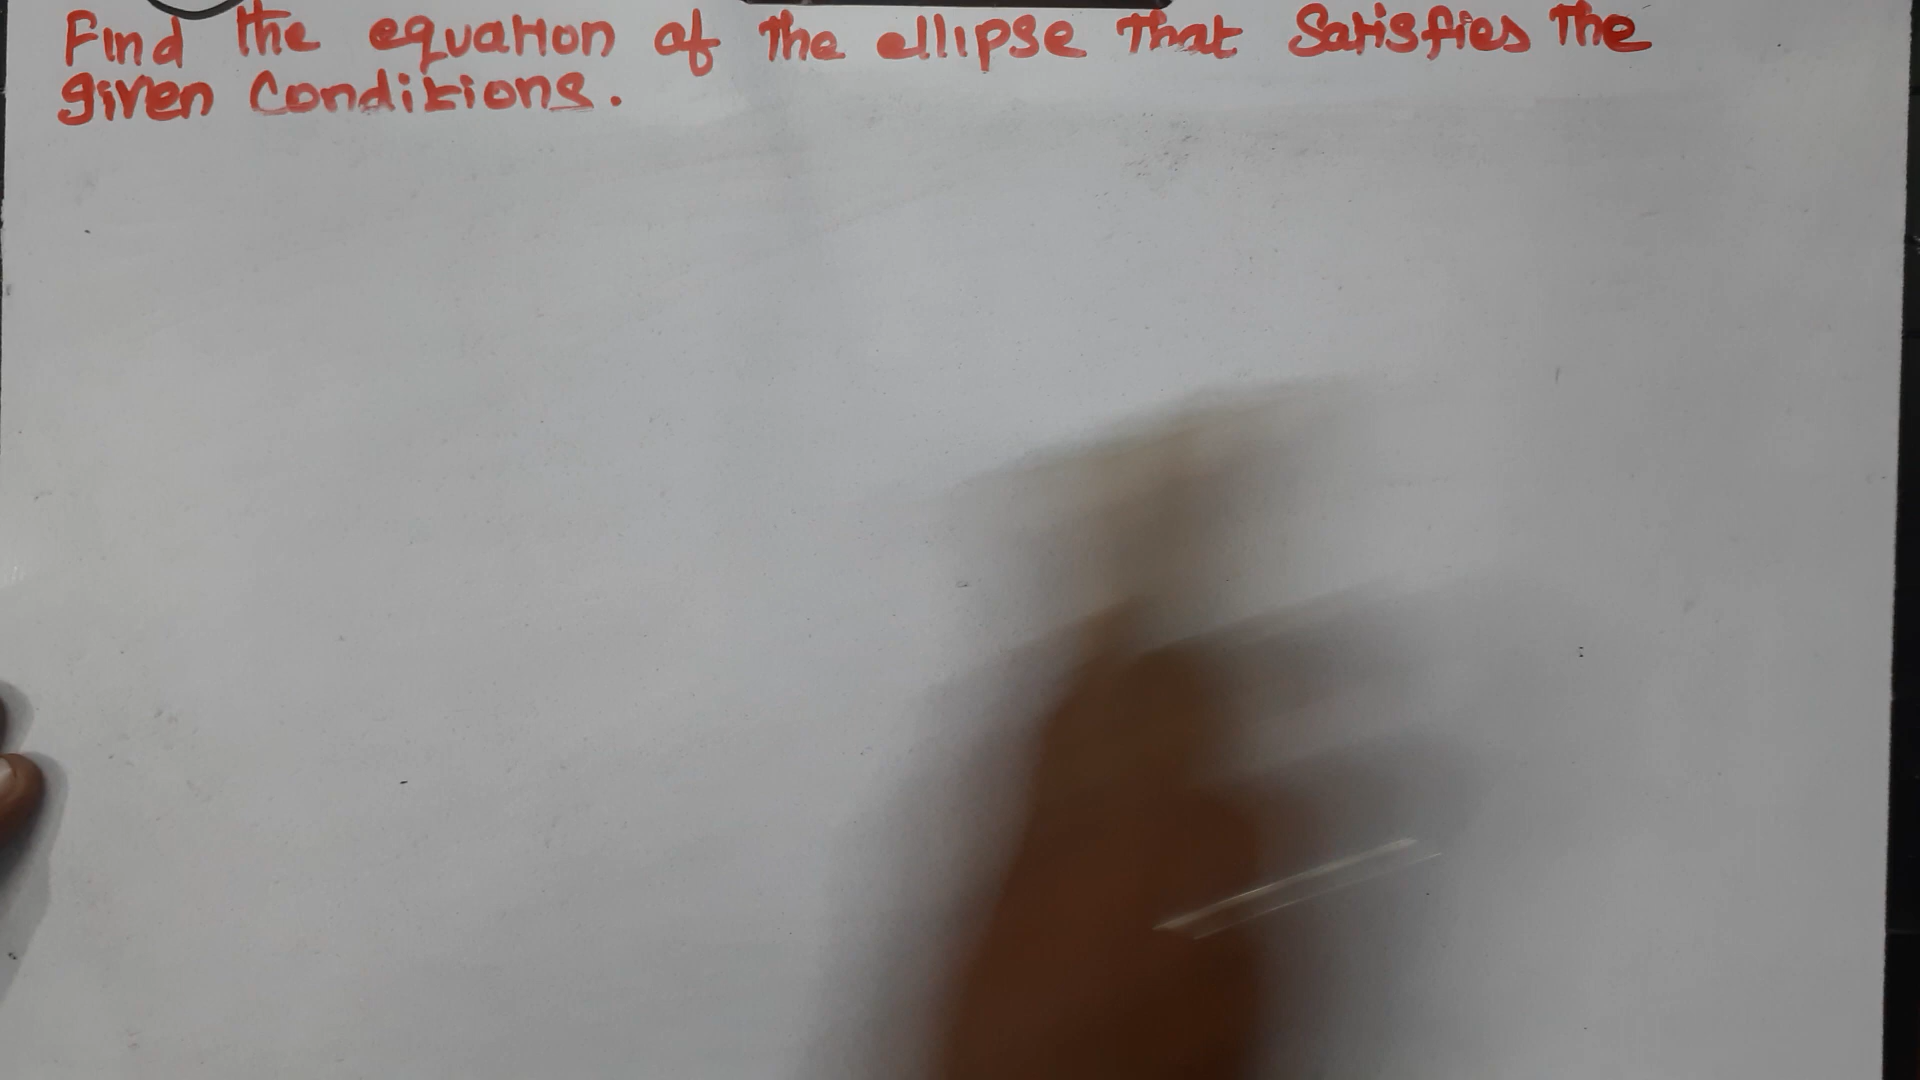 Find the equation of the ellipse that satisfies the
given conditions.